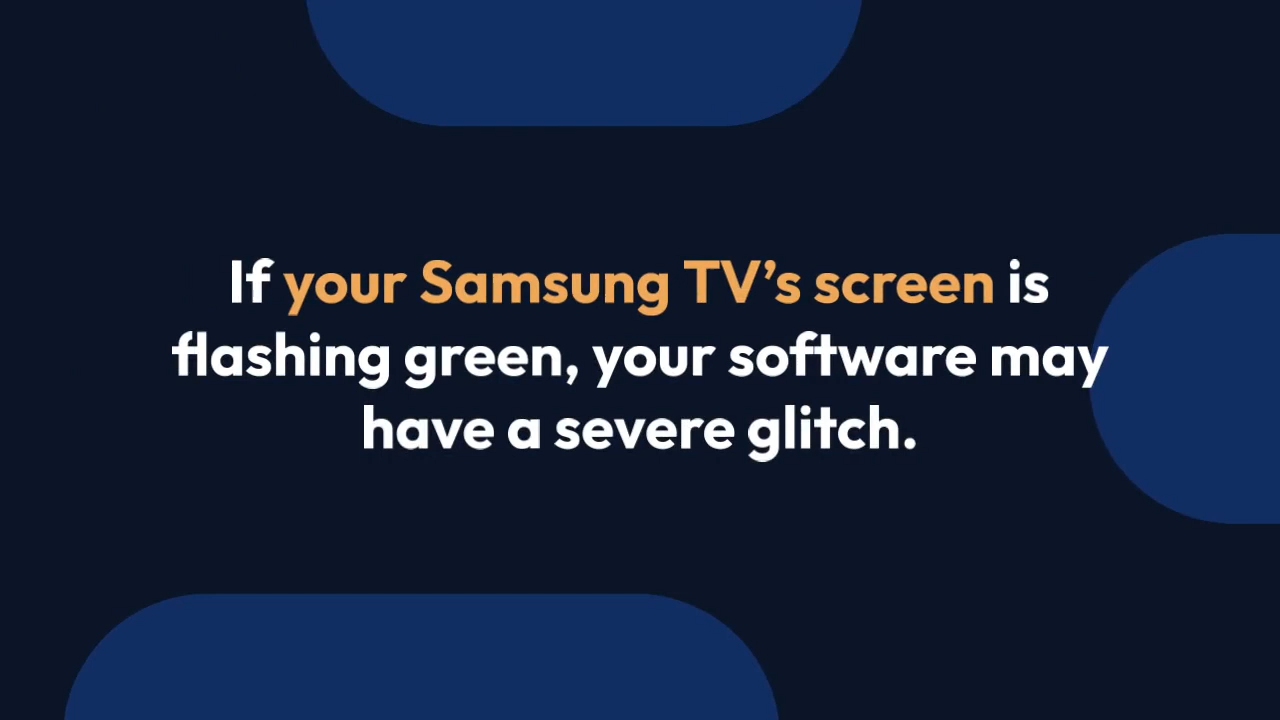 If your Samsung TV’s screen is
flashing green, your software may
have a severe glitch.